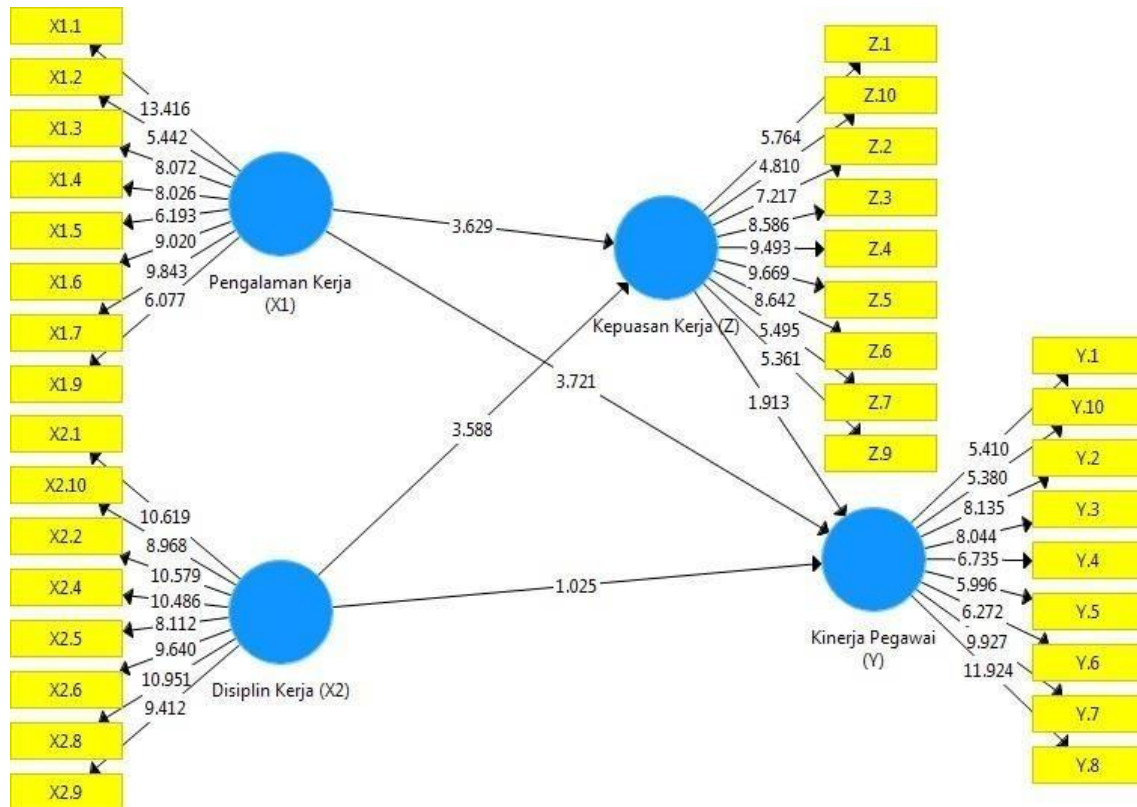 X1.1
X1.2
X1.3
X1.4
X1.5
X1.6
X1.7
X1.9
13.416
5.442
8.072
8.026
6.193
9.020
9.843
6.077
Pengalaman Kerja
(X1)
X2.1
X2.10
X2.2
X2.4
X2.5
X2.6
X2.8
X2.9
10.619
8.968
10.579
10.486
8.112
9.640
10.951
9.412
Disiplin Kerja (X2)
3.629
3.721
3.588
1.025
1.913
Kepuasan Kerja (Z)
5.764
4.810
7.217
8.586
9.493
9.669
8.642
5.495
5.361
Z.1
Z.10
Z.2
Z.3
Z.4
Z.5
Z.6
Z.7
Z.9
Kinerja Pegawai
(Y)
5.410
5.380
8.135
8.044
6.735
5.996
6.272
9.927
11.924
Y.1
Y.10
Y.2
Y.3
Y.4
Y.5
Y.6
Y.7
Y.8